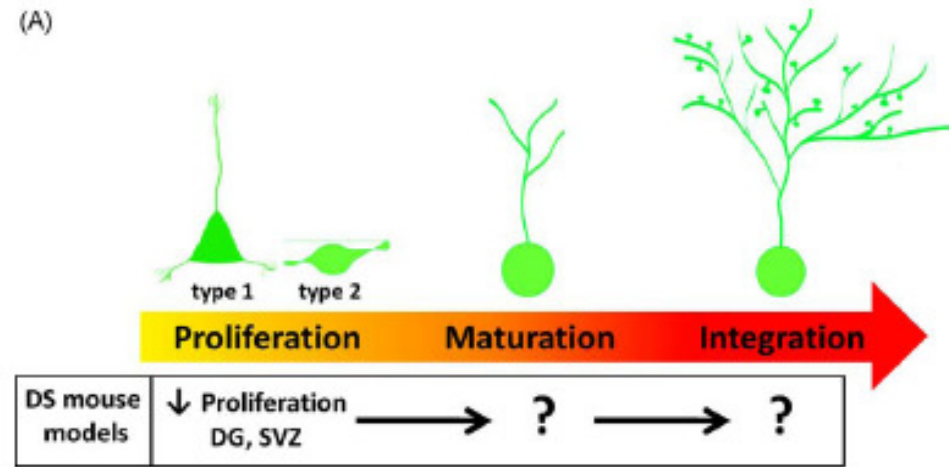 (A)
type 1
type 2
Proliferation
Maturation
Integration
DS mouse
models
↓ Proliferation
DG, SVZ
?
?